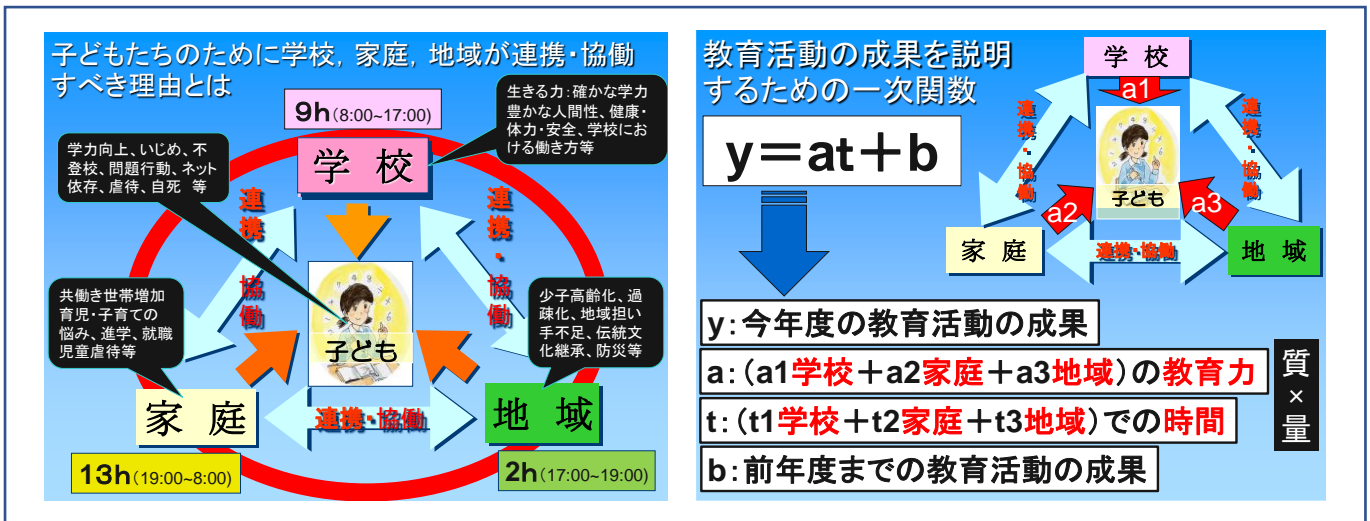 子どもたちのために学校, 家庭, 地域が連携・協働
すべき理由とは
9h(8:00~17:00)
生きる力:確かな学力
豊かな人間性、健康・
体力・安全、学校にお
ける働き方等
学 校
学力向上、いじめ、不
登校、問題行動、ネット
依存、虐待、自死 等
連携・協働
連携・協働
共働き世帯増加
育児・子育ての
悩み、進学、就職
児童虐待等
少子高齢化、過
疎化、地域担い
手不足、伝統文
化継承、防災等
子ども
家 庭
連携・協働
地 域
13h(19:00~8:00)
2h(17:00~19:00)
教育活動の成果を説明
するための一次関数
学 校
a1
y=at+b
連携・協働
連携・協働
子ども
a2
a3
家 庭
連携・協働
地 域
y:今年度の教育活動の成果
a:(a1学校+a2家庭+a3地域)の教育力
t:(t1学校+t2家庭+t3地域)での時間
b:前年度までの教育活動の成果
質×量